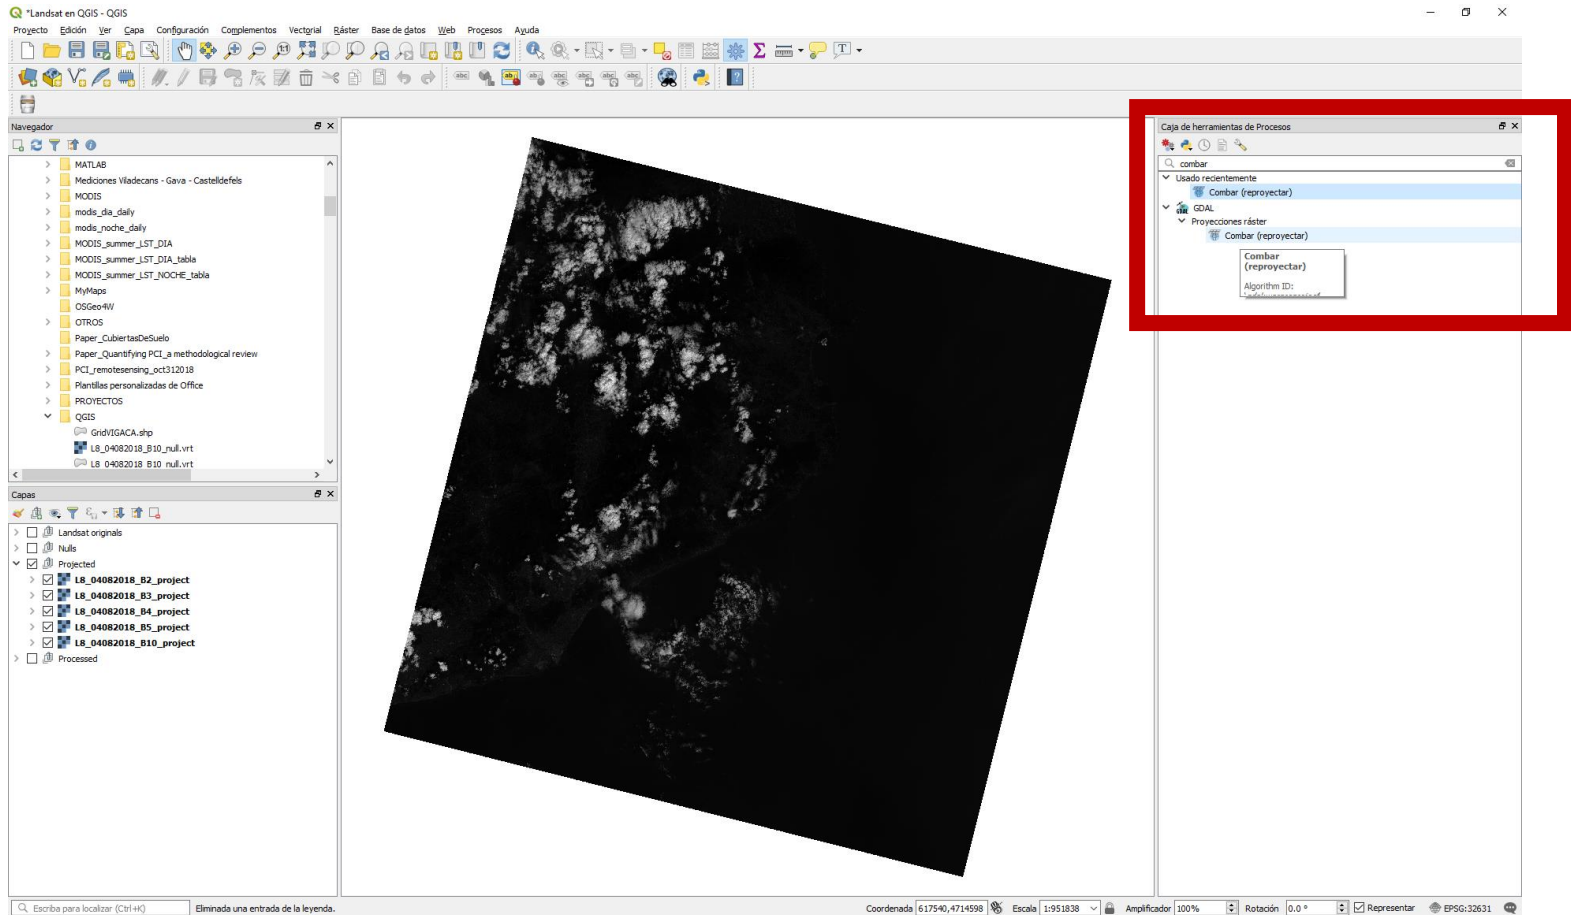 *Landsat en QGIS - QGIS
Proyecto Edición Ver Capa Configuración Complementos Vectorial Ráster Base de datos Web Procesos Ayuda
Navegador
MATLAB
Mediciones Viladecans - Gava - Castelldefels
MODIS
modis_dia_daily
modis_noche_daily
MODIS_summer_LST_DIA
MODIS_summer_LST_DIA_tabla
MODIS_summer_LST_NOCHE_tabla
MyMaps
OSGeo4W
OTROS
Paper_CubiertasDeSuelo
Paper_Quantifying PCI_a methodological review
PCI_remotesensing_oct312018
Plantillas personalizadas de Office
PROYECTOS
QGIS
GridVIGACA.shp
L8_04082018_B10_null.vrt
L8_04082018_B10_null.vrt
Capas
Landsat originals
Nulls
Projected
L8_04082018_B2_project
L8_04082018_B3_project
L8_04082018_B4_project
L8_04082018_B5_project
L8_04082018_B10_project
Processed
Caja de herramientas de Procesos
combar
Usado recientemente
Combar (reproyectar)
GDAL
Proyecciones ráster
Combar (reproyectar)
Combar
(reproyectar)
Algorithm ID:
Escriba para localizar (Ctrl+K) Eliminada una entrada de la leyenda. Coordenada 617540,4714598 Escala 1:951838 Amplificador 100% Rotación 0.0 ° Representar EPSG:32631